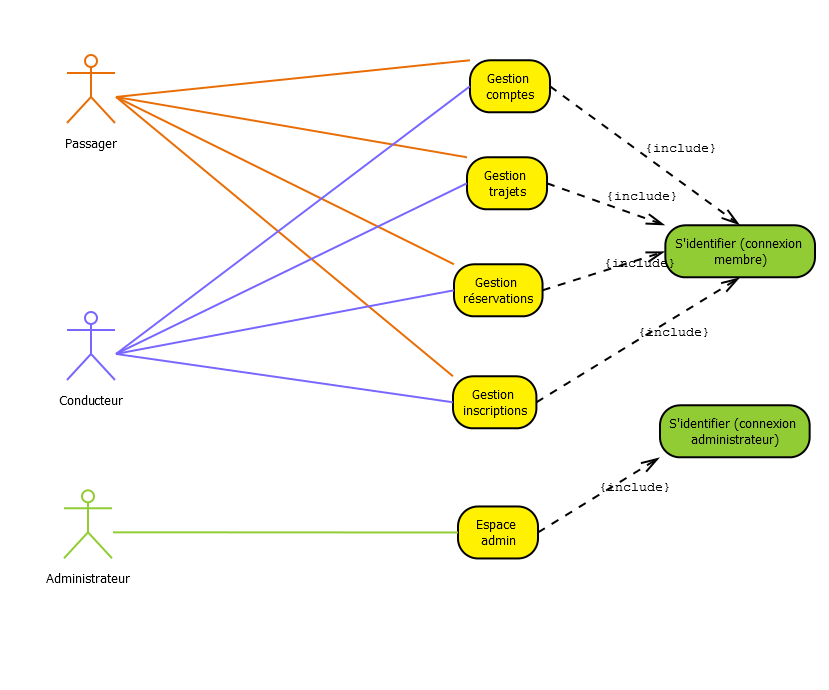 Passager
Gestion
comptes
{include}
Gestion
trajets
{include}
S'identifier (connexion
membre)
Gestion
réservations
{include}
Conducteur
{include}
Gestion
inscriptions
S'identifier (connexion
administrateur)
{include}
Espace
admin
Administrateur